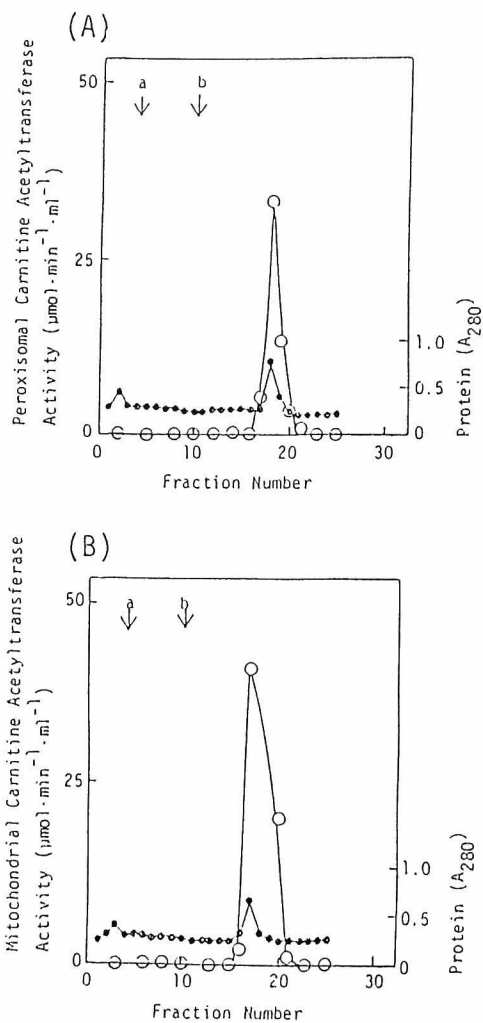 (A)
Peroxisomal Carnitine Acetyltransferase
Activity (μmol·min⁻¹·ml⁻¹)
50
25
0
a
b
1.0
0.5
0
Protein (A₂₈₀)
0
10
20
30
Fraction Number
(B)
Mitochondrial Carnitine Acetyltransferase
Activity (μmol·min⁻¹·ml⁻¹)
50
25
0
a
b
1.0
0.5
0
Protein (A₂₈₀)
0
10
20
30
Fraction Number